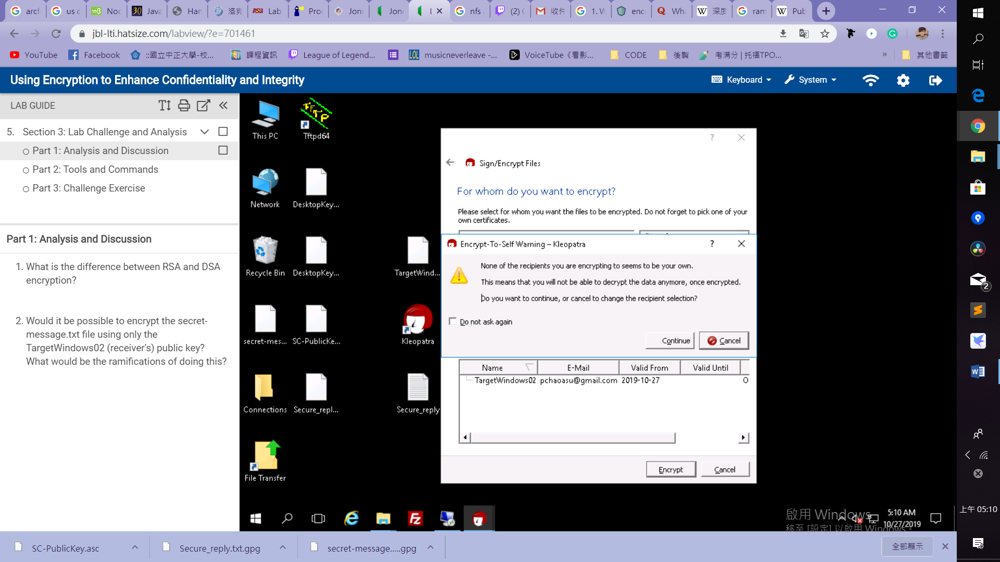 arcf
us c
Noc
Java
Han
洛克
Lab
Proc
Jone
Jone
L
nfs
(2)
收件
1. W
enc
Wh
深度
ram
Pub
jbl-lti.hatsize.com/labview/?e=701461
YouTube
Facebook
::國立中正大學-校...
課程資訊
League of Legend...
musicneverleave -...
VoiceTube《看影...
CODE
後製
考满分 | 托福TPO...
»
其他書籤
Using Encryption to Enhance Confidentiality and Integrity
Keyboard
System
LAB GUIDE
5. Section 3: Lab Challenge and Analysis
Part 1: Analysis and Discussion
Part 2: Tools and Commands
Part 3: Challenge Exercise
Part 1: Analysis and Discussion
1. What is the difference between RSA and DSA
encryption?
2. Would it be possible to encrypt the secret-
message.txt file using only the
TargetWindows02 (receiver's) public key?
What would be the ramifications of doing this?
TFTP
This PC
Tftpd64
Network
DesktopKey...
Recycle Bin
DesktopKey...
TargetWind...
secret-mes...
SC-PublicKe...
Kleopatra
Connections
Secure_repl...
Secure_reply
File Transfer
?
Sign/Encrypt Files
For whom do you want to encrypt?
Please select for whom you want the files to be encrypted. Do not forget to pick one of your
own certificates.
Encrypt-To-Self Warning – Kleopatra
?
None of the recipients you are encrypting to seems to be your own.
This means that you will not be able to decrypt the data anymore, once encrypted.
Do you want to continue, or cancel to change the recipient selection?
Do not ask again
Continue
Cancel
Name
E-Mail
Valid From
Valid Until
TargetWindows02
pchaoasu@gmail.com
2019-10-27
O
Encrypt
Cancel
啟用 Windows
移至 [設定] 以啟用 Windows。
5:10 AM
10/27/2019
2
上午 05:10
SC-PublicKey.asc
Secure_reply.txt.gpg
secret-message.....gpg
全部顯示